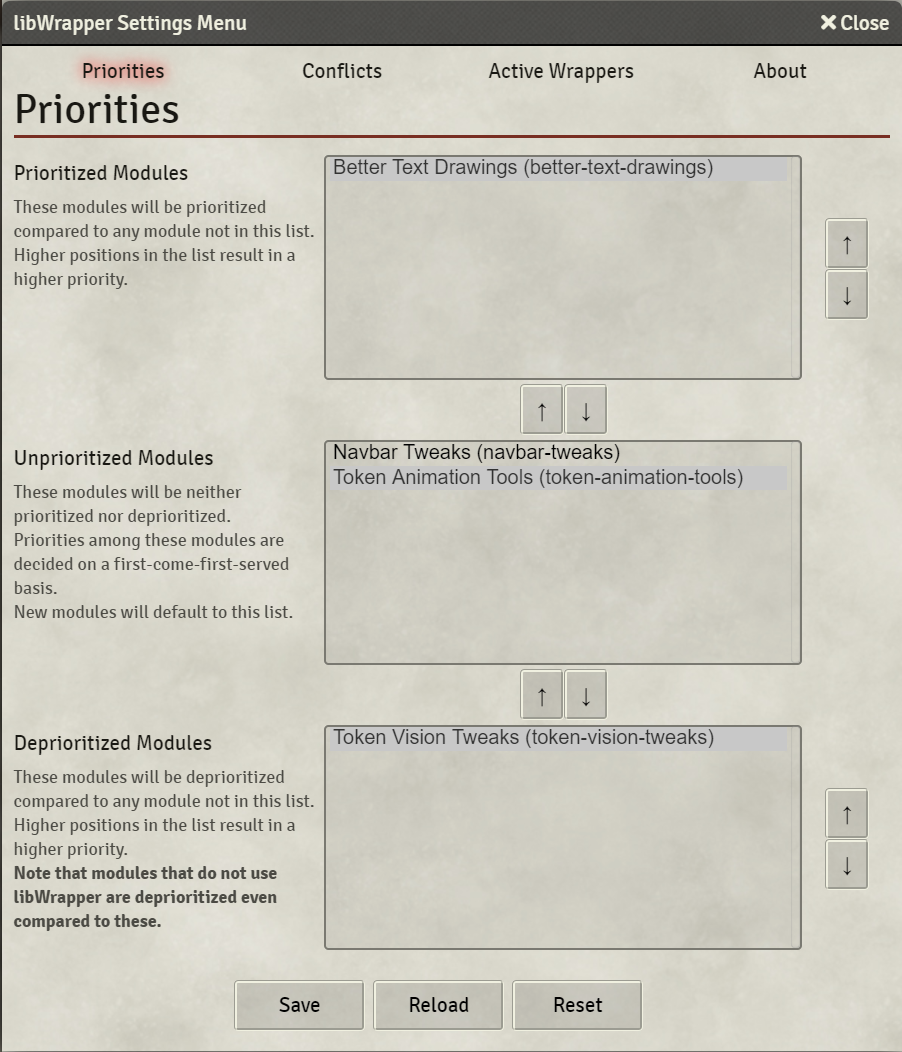 libWrapper Settings Menu
✖ Close
Priorities
Conflicts
Active Wrappers
About
Priorities
Prioritized Modules
These modules will be prioritized
compared to any module not in this list.
Higher positions in the list result in a
higher priority.
Better Text Drawings (better-text-drawings)
↑
↓
↑ ↓
Unprioritized Modules
These modules will be neither
prioritized nor deprioritized.
Priorities among these modules are
decided on a first-come-first-served
basis.
New modules will default to this list.
Navbar Tweaks (navbar-tweaks)
Token Animation Tools (token-animation-tools)
↑ ↓
Deprioritized Modules
These modules will be deprioritized
compared to any module not in this list.
Higher positions in the list result in a
higher priority.
Note that modules that do not use
libWrapper are deprioritized even
compared to these.
Token Vision Tweaks (token-vision-tweaks)
↑
↓
Save
Reload
Reset